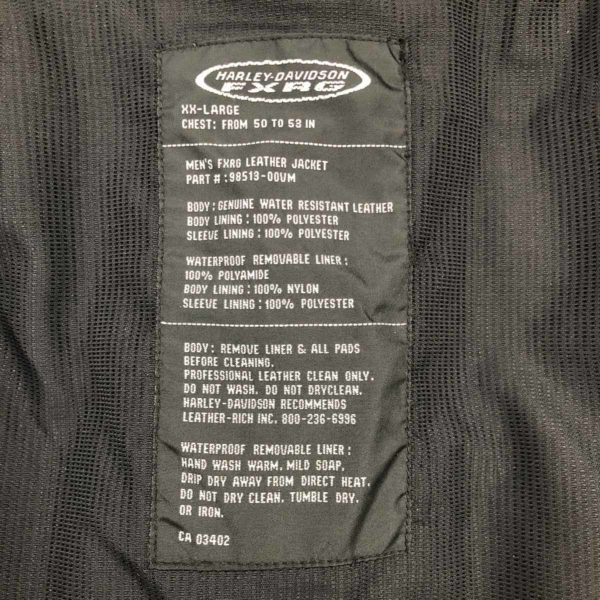 HARLEY-DAVIDSON
FXRG
XX-LARGE
CHEST: FROM 50 TO 53 IN
MEN'S FXRG LEATHER JACKET
PART #:98513-00VM
BODY: GENUINE WATER RESISTANT LEATHER
BODY LINING: 100% POLYESTER
SLEEVE LINING: 100% POLYESTER
WATERPROOF REMOVABLE LINER:
100% POLYAMIDE
BODY LINING: 100% NYLON
SLEEVE LINING: 100% POLYESTER
BODY: REMOVE LINER & ALL PADS
BEFORE CLEANING.
PROFESSIONAL LEATHER CLEAN ONLY.
DO NOT WASH. DO NOT DRYCLEAN.
HARLEY-DAVIDSON RECOMMENDS
LEATHER-RICH INC. 800-236-6996
WATERPROOF REMOVABLE LINER:
HAND WASH WARM, MILD SOAP,
DRIP DRY AWAY FROM DIRECT HEAT.
DO NOT DRY CLEAN, TUMBLE DRY,
OR IRON.
CA 03402